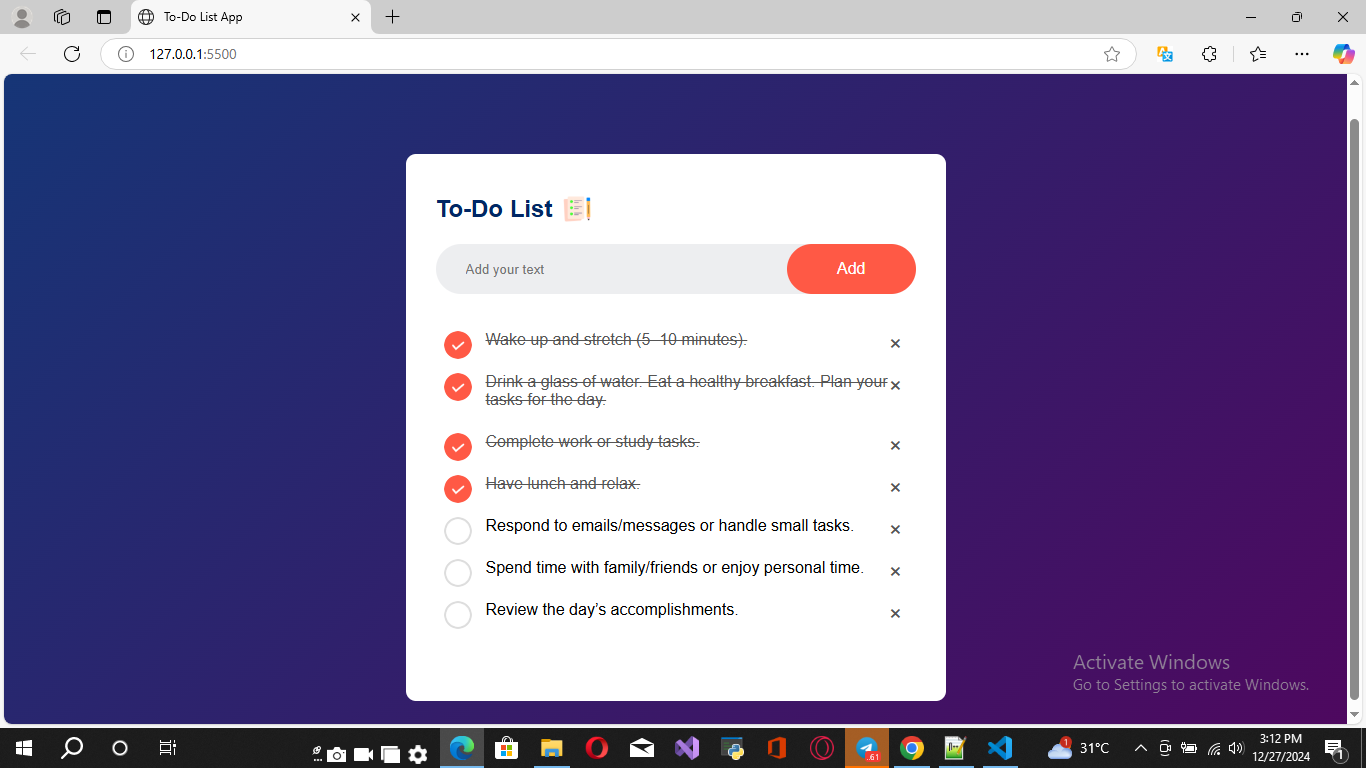 To-Do List App
127.0.0.1:5500
To-Do List
Add your text
Add
Wake up and stretch (5–10 minutes).
Drink a glass of water. Eat a healthy breakfast. Plan your
tasks for the day.
Complete work or study tasks.
Have lunch and relax.
Respond to emails/messages or handle small tasks.
Spend time with family/friends or enjoy personal time.
Review the day’s accomplishments.
Activate Windows
Go to Settings to activate Windows.
.61
1
31°C
3:12 PM
12/27/2024
1